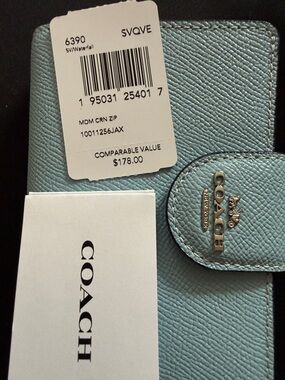 6390
SVQVE
SV/Waterfall
1 95031 25401 7
MDM CRN ZIP
10011256JAX
COMPARABLE VALUE
$178.00
COACH
COACH